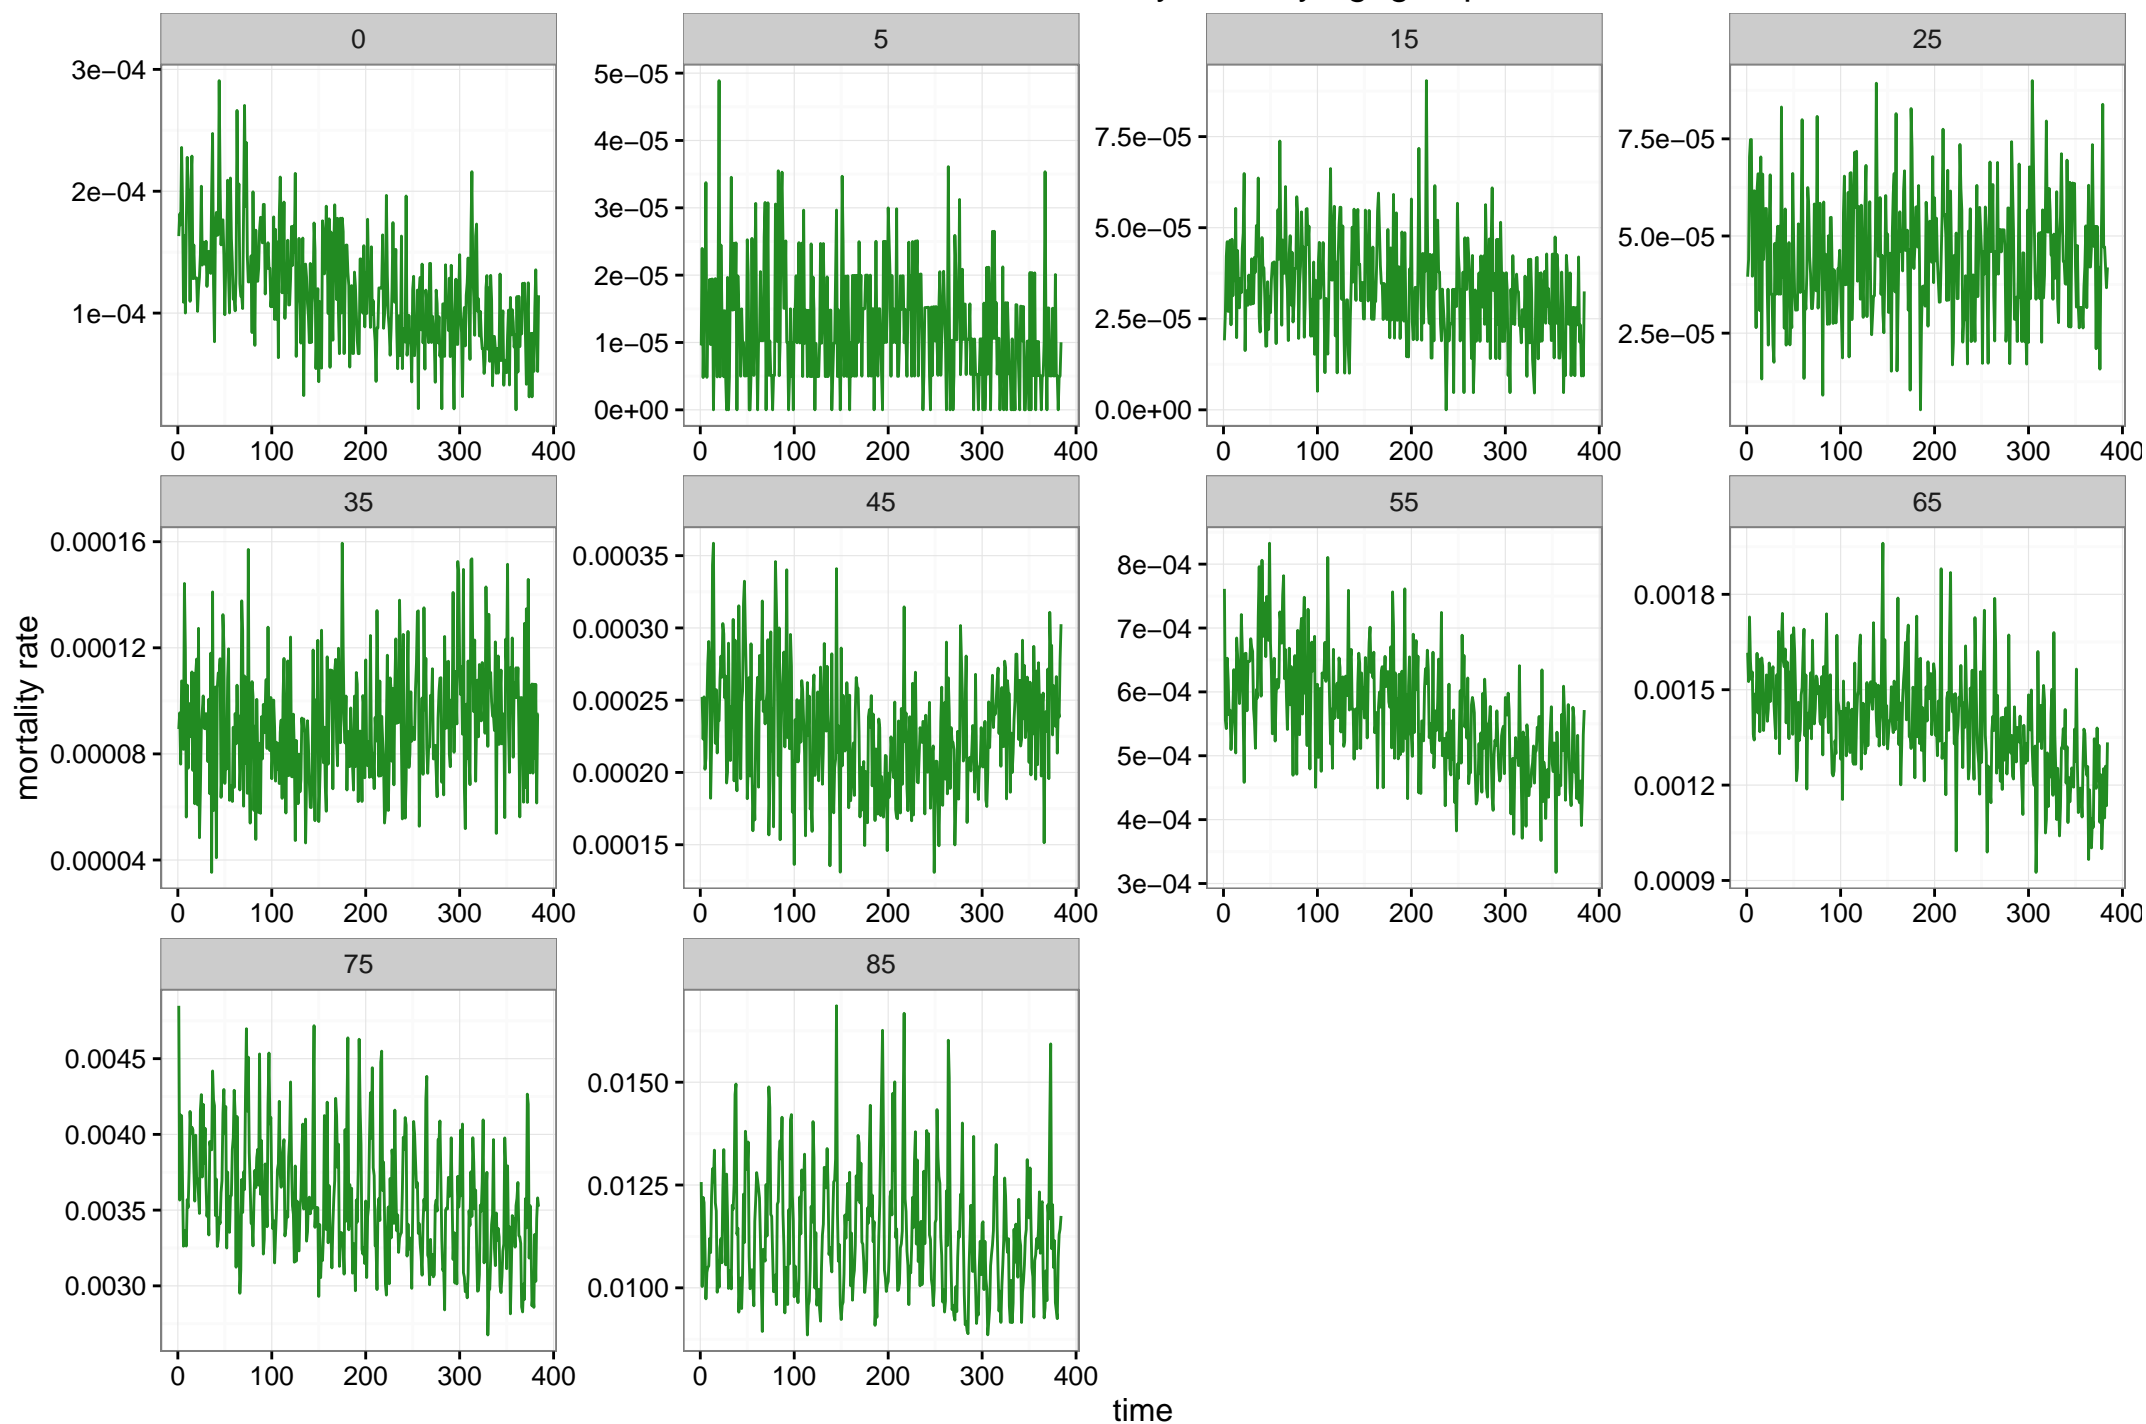 0 5 15 25
3e−04
2e−04
1e−04
5e−05
4e−05
3e−05
2e−05
1e−05
0e+00
7.5e−05
5.0e−05
2.5e−05
0.0e+00
7.5e−05
5.0e−05
2.5e−05
0 100 200 300 400 0 100 200 300 400 0 100 200 300 400 0 100 200 300 400
35 45 55 65
0.00016
0.00012
0.00008
0.00004
0.00035
0.00030
0.00025
0.00020
0.00015
8e−04
7e−04
6e−04
5e−04
4e−04
3e−04
0.0018
0.0015
0.0012
0.0009
0 100 200 300 400 0 100 200 300 400 0 100 200 300 400 0 100 200 300 400
mortality rate
75 85
0.0045
0.0040
0.0035
0.0030
0.0150
0.0125
0.0100
0 100 200 300 400 0 100 200 300 400
time